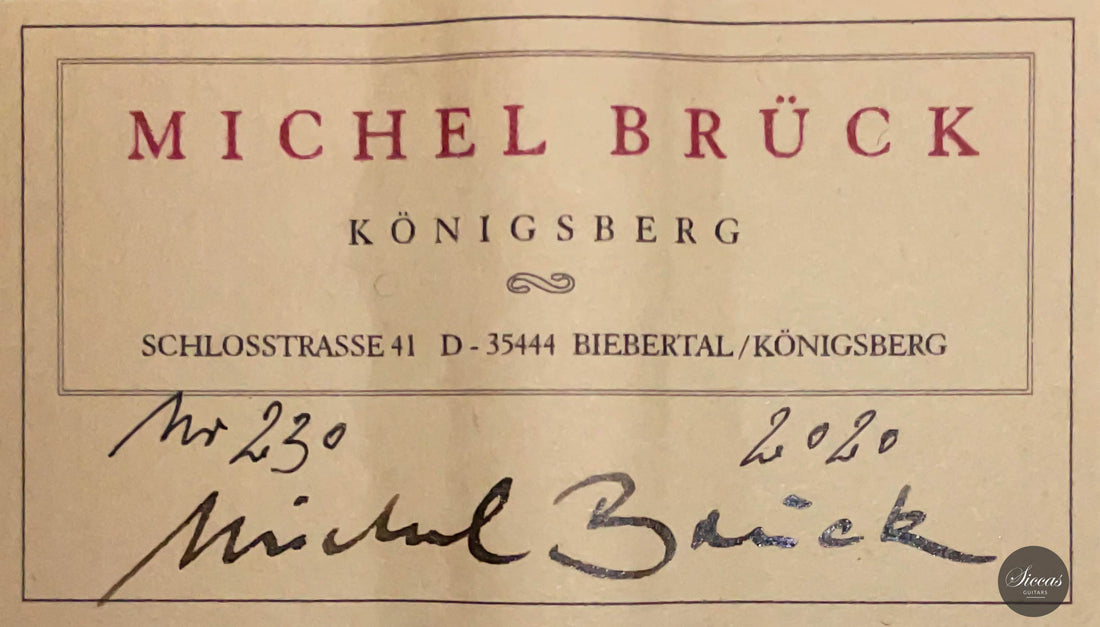 MICHEL BRÜCK
KÖNIGSBERG
SCHLOSSTRASSE 41 D - 35444 BIEBERTAL/KÖNIGSBERG
Nr 230 2020
Michel Brück
Siccas
GUITARS